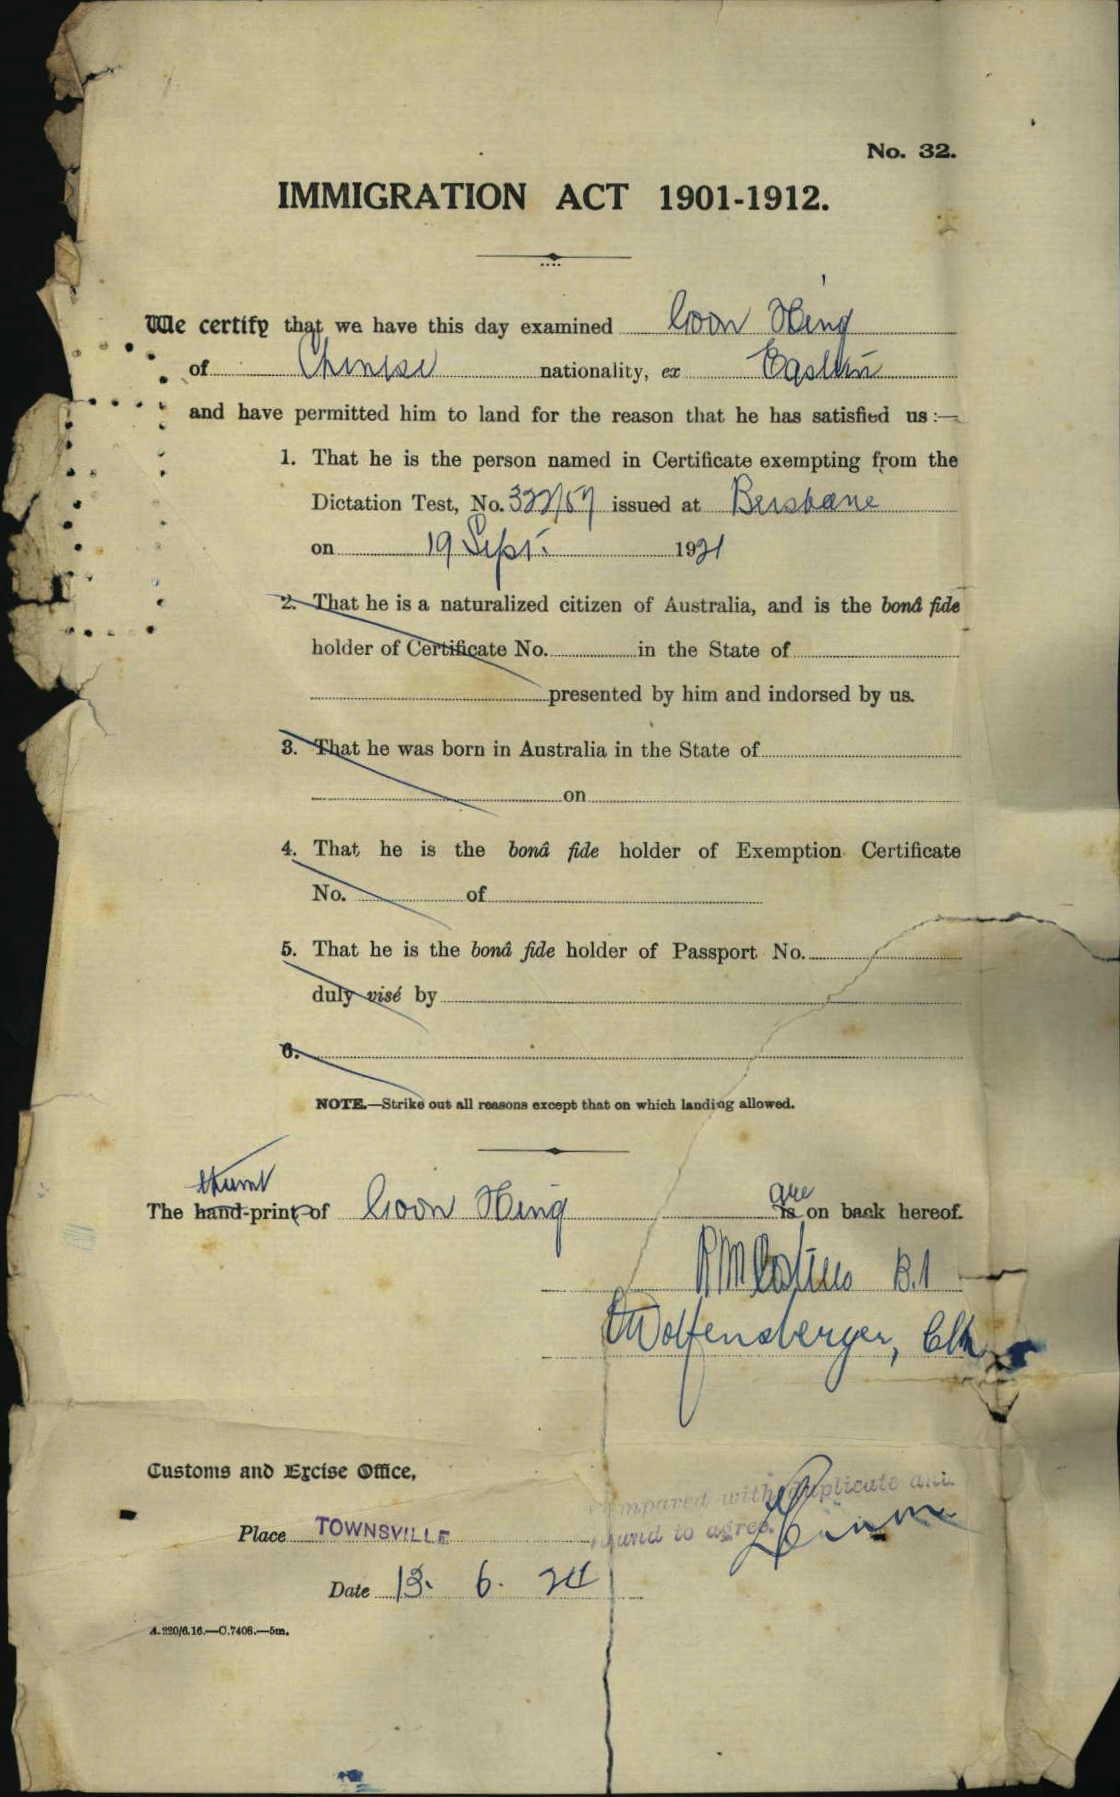 No. 32.
IMMIGRATION ACT 1901-1912.
We certify that we have this day examined Goon Hing
of Chinese nationality, ex Eastern
and have permitted him to land for the reason that he has satisfied us :—
1. That he is the person named in Certificate exempting from the
Dictation Test, No. 322/57 issued at Brisbane
on 19 Sept. 1921
2. That he is a naturalized citizen of Australia, and is the bonâ fide
holder of Certificate No. in the State of
presented by him and indorsed by us.
3. That he was born in Australia in the State of
on
4. That he is the bonâ fide holder of Exemption Certificate
No. of
5. That he is the bonâ fide holder of Passport No.
duly visé by
6.
NOTE.—Strike out all reasons except that on which landing allowed.
thumb
are
The hand-print of Goon Hing is on back hereof.
B.I
Wolfensberger, Clk
Customs and Excise Office,
Compared with duplicate and
found to agree.
Place TOWNSVILLE
Date 13. 6. 24
A.220/6.16.—C.7408.—5m.